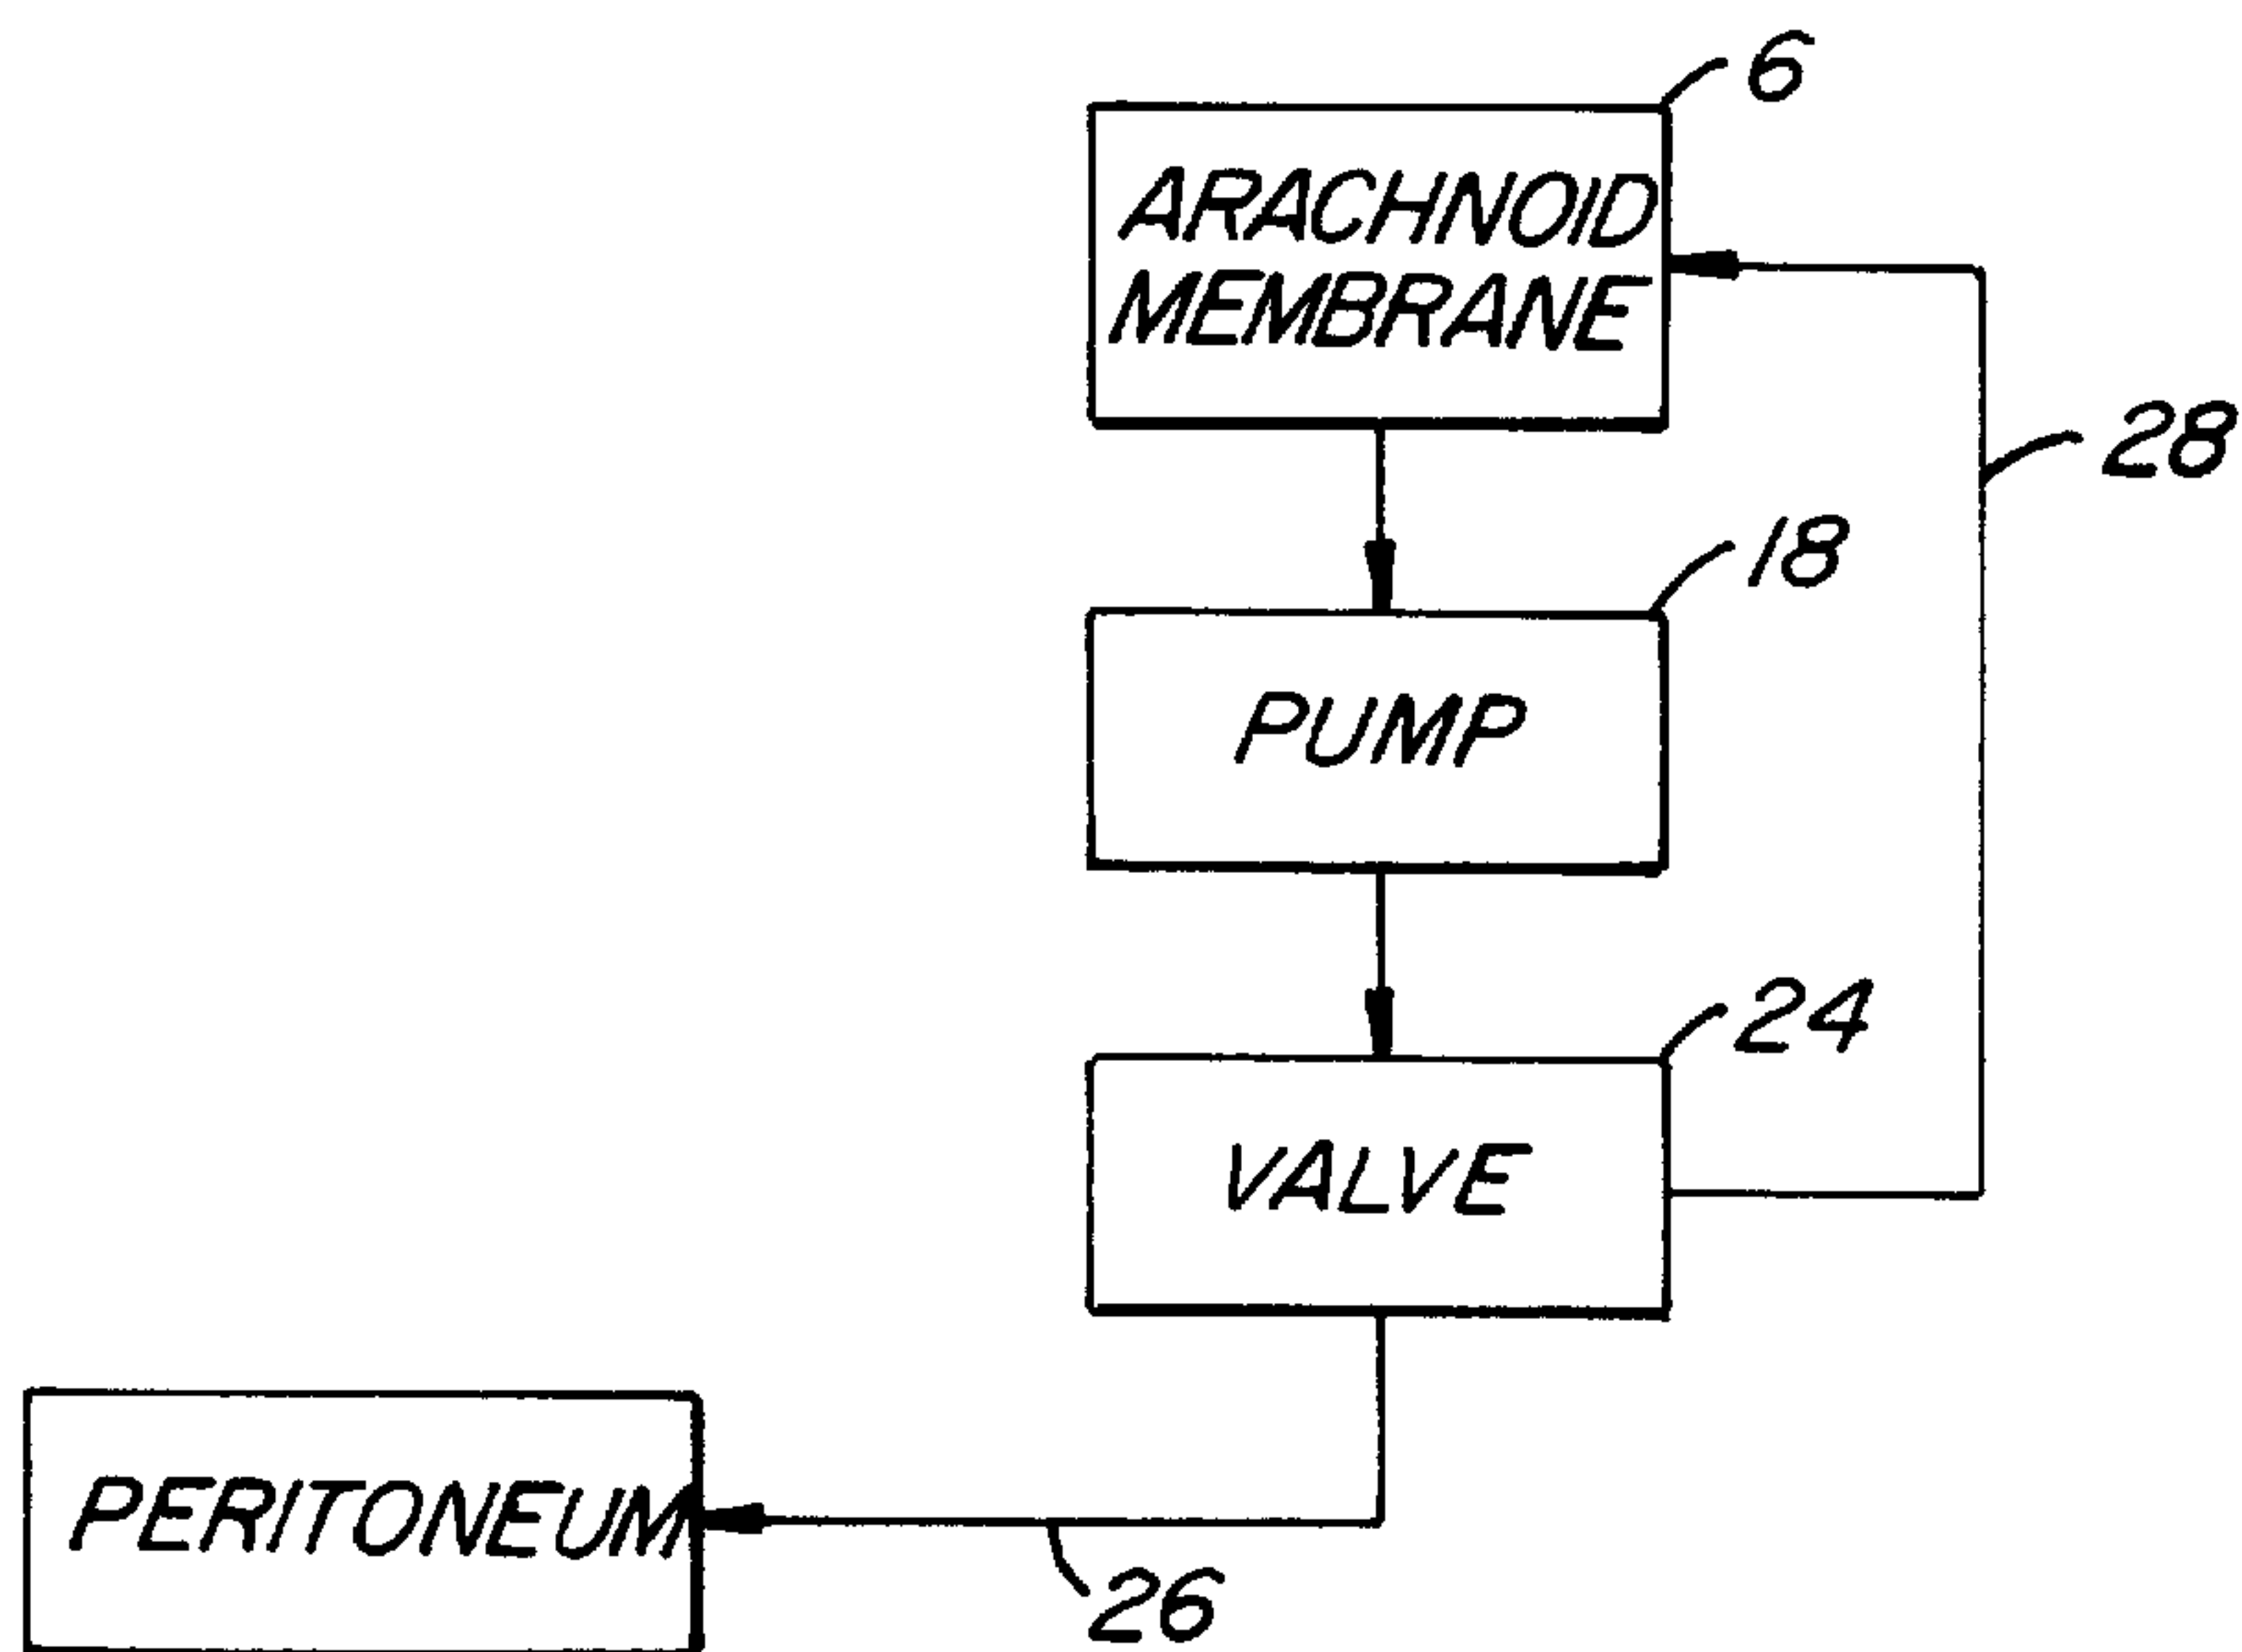 6
ARACHNOID
MEMBRANE
28
18
PUMP
24
VALVE
PERITONEUM
26